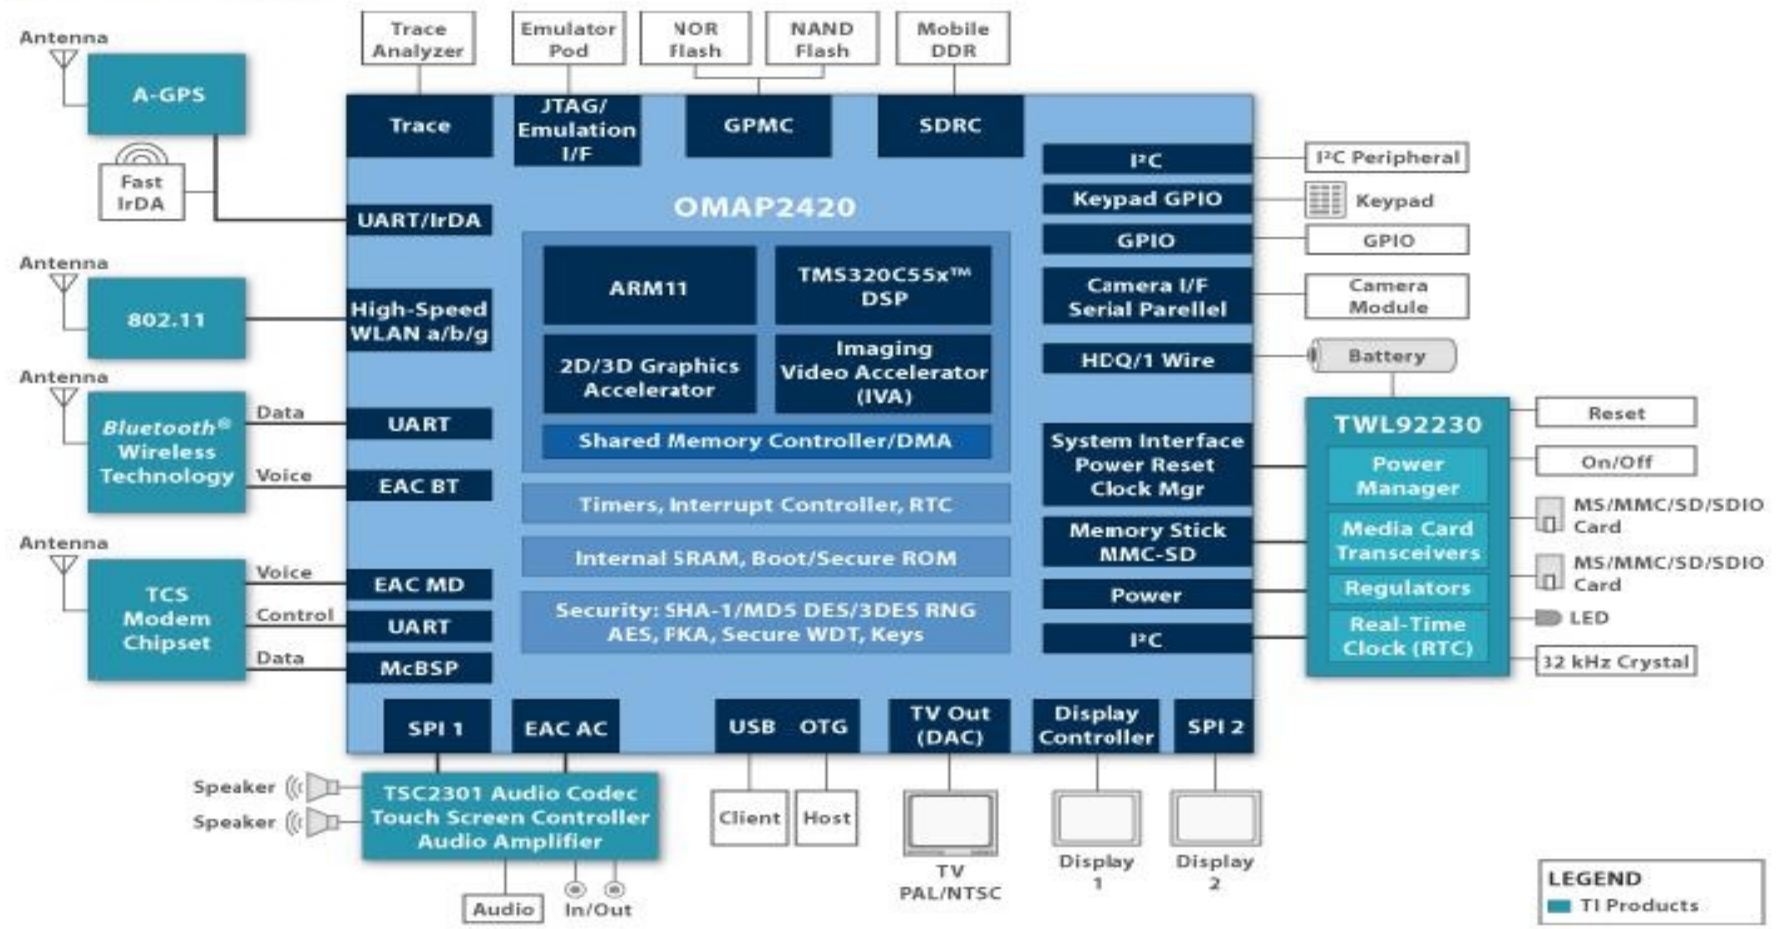 Trace
Analyzer
Emulator
Pod
NOR
Flash
NAND
Flash
Mobile
DDR
Antenna
A-GPS
Fast
IrDA
Antenna
802.11
Antenna
Bluetooth®
Wireless
Technology
Data
Voice
Antenna
TCS
Modem
Chipset
Voice
Control
Data
Trace
JTAG/
Emulation
I/F
GPMC
SDRC
UART/IrDA
High-Speed
WLAN a/b/g
UART
EAC BT
EAC MD
UART
McBSP
OMAP2420
ARM11
TMS320C55x™
DSP
2D/3D Graphics
Accelerator
Imaging
Video Accelerator
(IVA)
Shared Memory Controller/DMA
Timers, Interrupt Controller, RTC
Internal SRAM, Boot/Secure ROM
Security: SHA-1/MD5 DES/3DES RNG
AES, FKA, Secure WDT, Keys
I²C
Keypad GPIO
GPIO
Camera I/F
Serial Parellel
HDQ/1 Wire
System Interface
Power Reset
Clock Mgr
Memory Stick
MMC-SD
Power
I²C
I²C Peripheral
Keypad
GPIO
Camera
Module
Battery
TWL92230
Power
Manager
Media Card
Transceivers
Regulators
Real-Time
Clock (RTC)
Reset
On/Off
MS/MMC/SD/SDIO
Card
MS/MMC/SD/SDIO
Card
LED
32 kHz Crystal
SPI 1
EAC AC
USB OTG
TV Out
(DAC)
Display
Controller
SPI 2
Speaker
Speaker
TSC2301 Audio Codec
Touch Screen Controller
Audio Amplifier
Audio
In/Out
Client
Host
TV
PAL/NTSC
Display
1
Display
2
LEGEND
TI Products